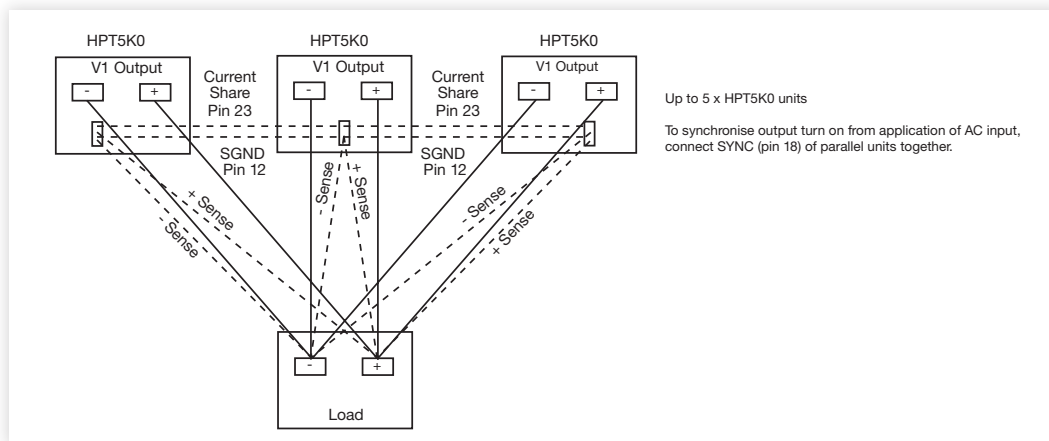 HPT5K0
HPT5K0
HPT5K0
V1 Output
V1 Output
V1 Output
- +
- +
- +
Current
Share
Pin 23
Current
Share
Pin 23
SGND
Pin 12
SGND
Pin 12
+ Sense
- Sense
- Sense
+ Sense
- Sense
+ Sense
- +
Load
Up to 5 x HPT5K0 units
To synchronise output turn on from application of AC input,
connect SYNC (pin 18) of parallel units together.